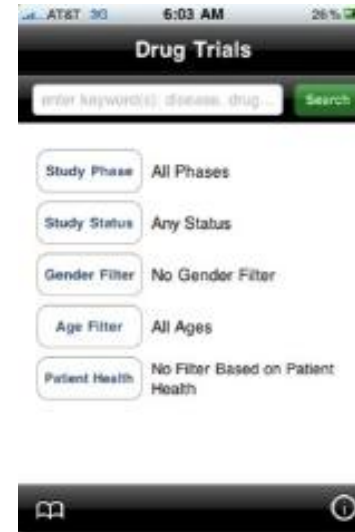 AT&T 3G 6:03 AM 26%
Drug Trials
enter keyword(s): disease, drug... Search
Study Phase All Phases
Study Status Any Status
Gender Filter No Gender Filter
Age Filter All Ages
Patient Health No Filter Based on Patient
Health